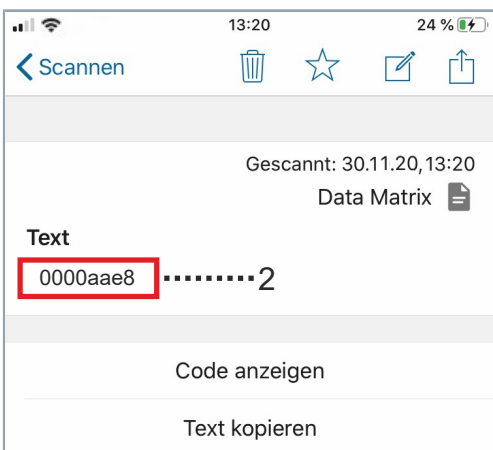 13:20
24 %
Scannen
Gescannt: 30.11.20, 13:20
Data Matrix
Text
0000aae8 ·········2
Code anzeigen
Text kopieren